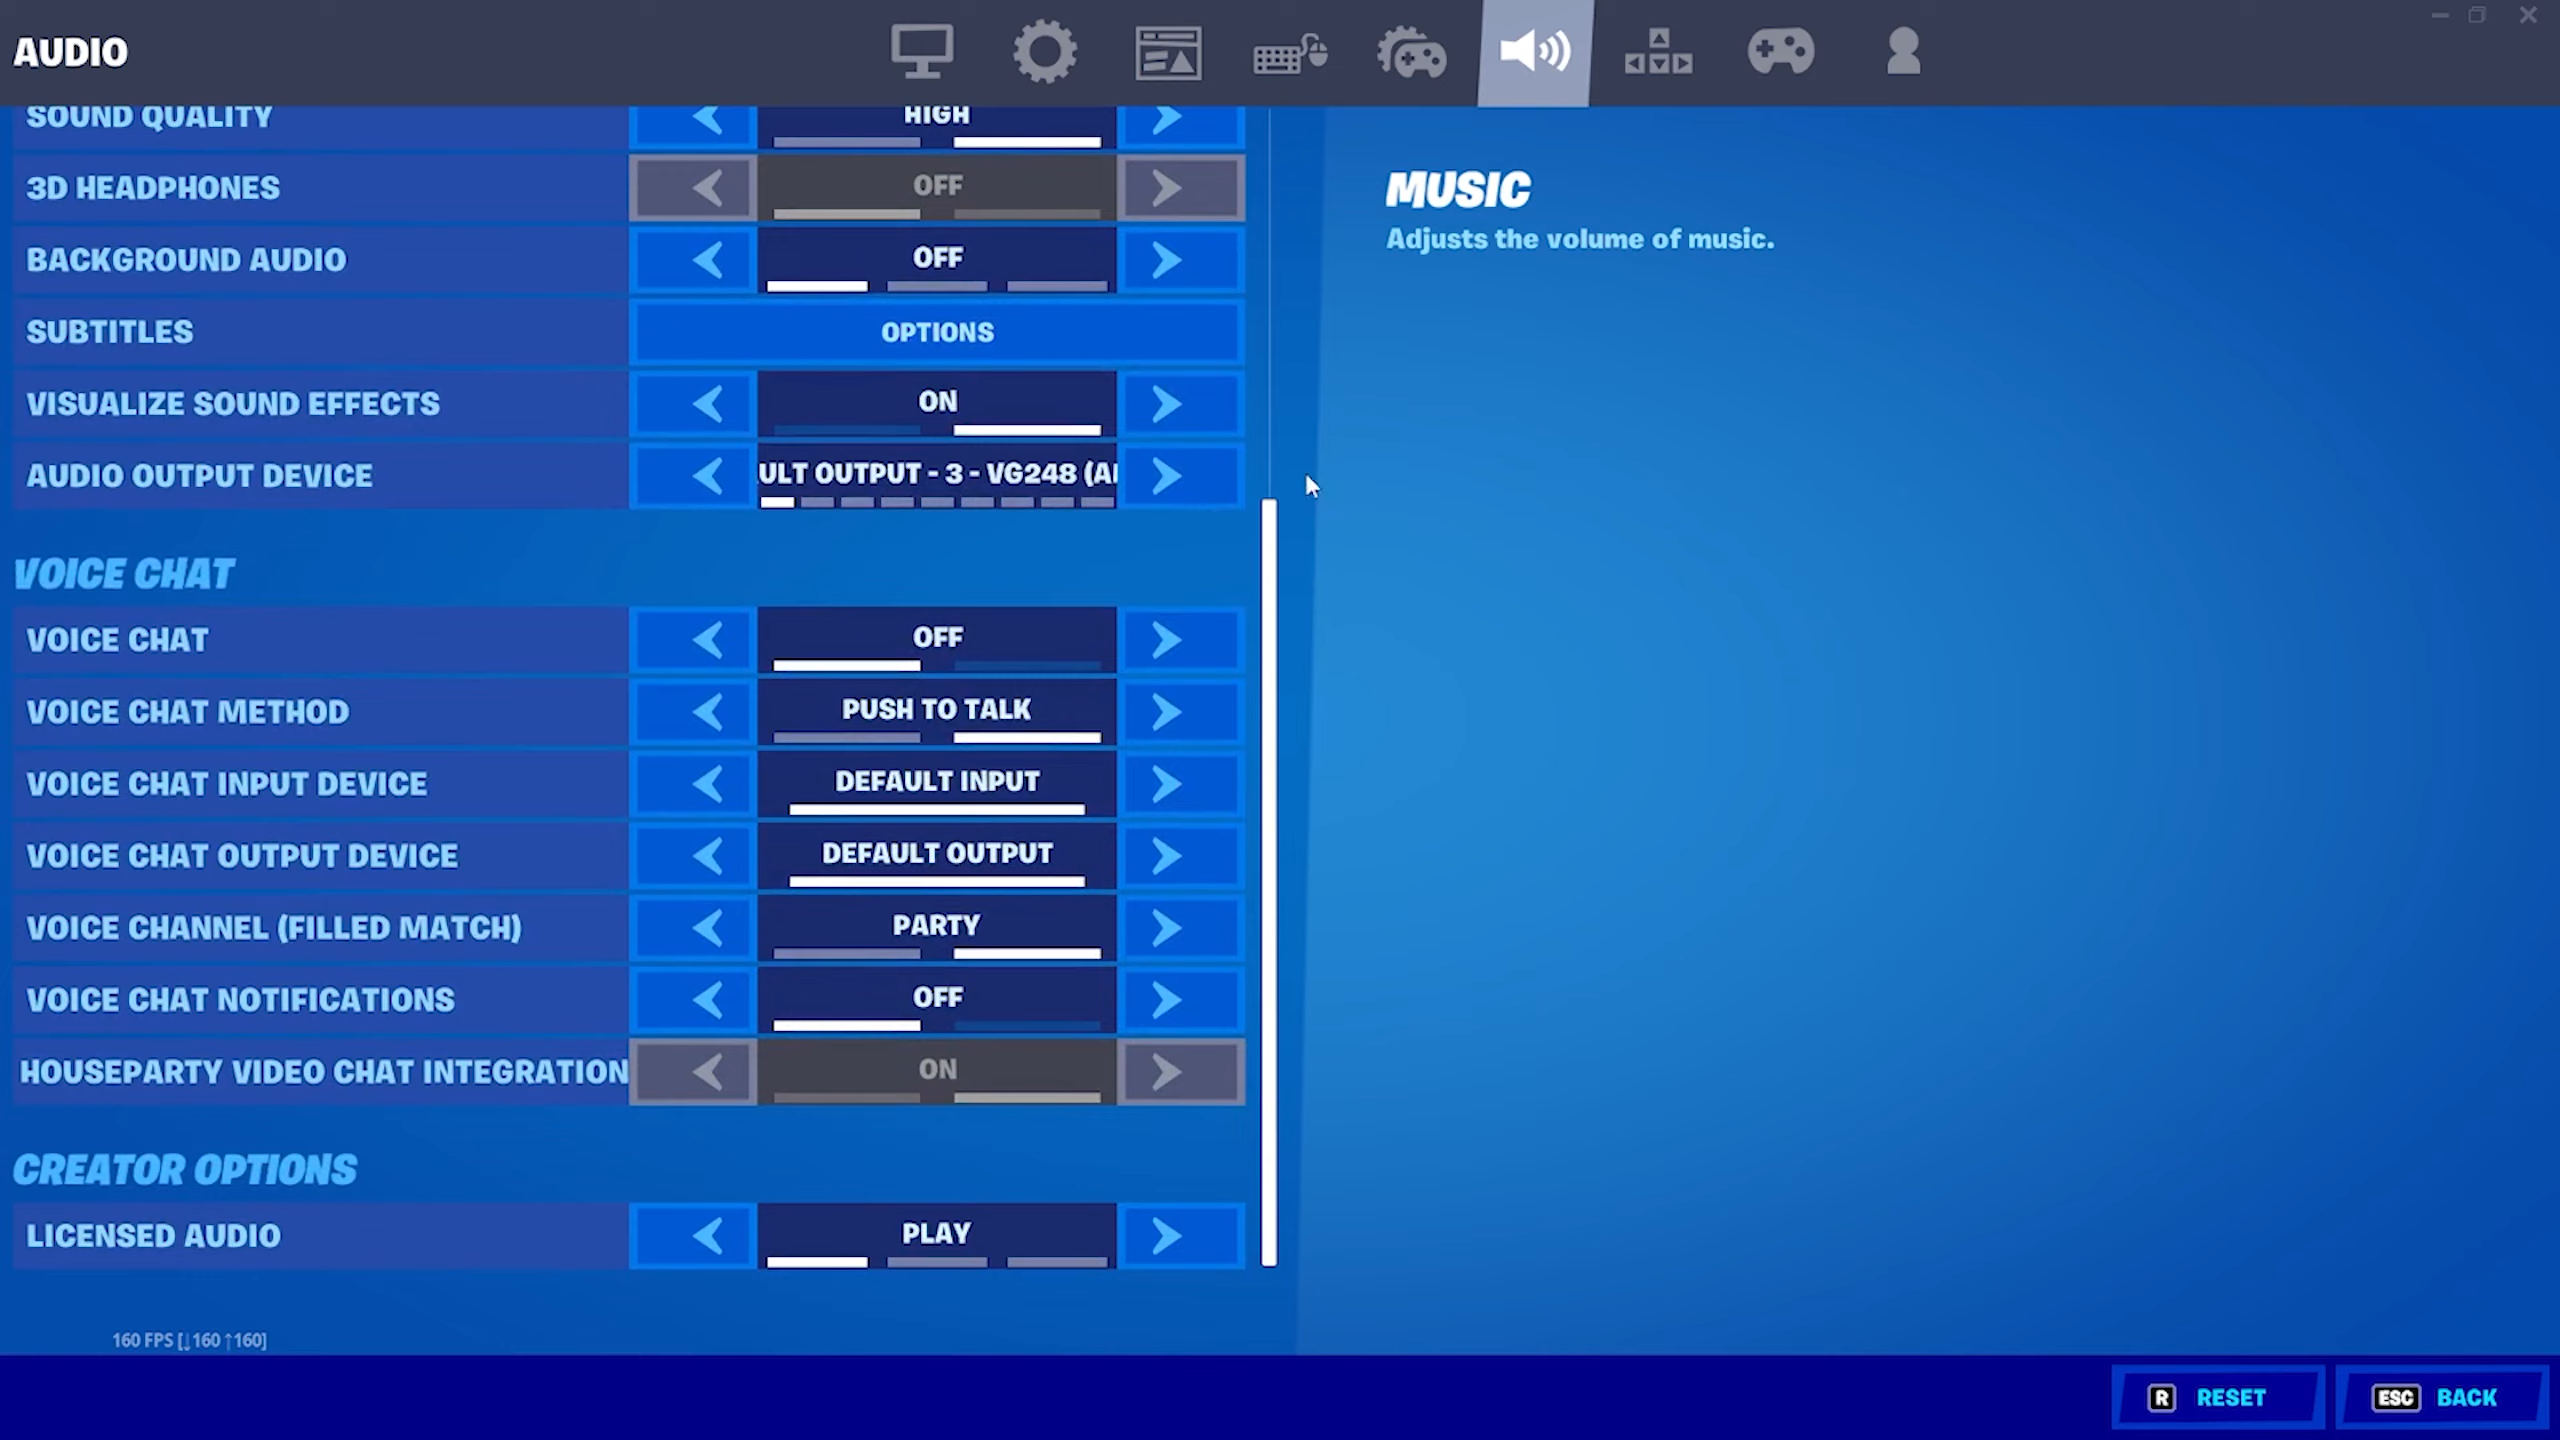 AUDIO
SOUND QUALITY
HIGH
3D HEADPHONES
OFF
BACKGROUND AUDIO
OFF
SUBTITLES
OPTIONS
VISUALIZE SOUND EFFECTS
ON
AUDIO OUTPUT DEVICE
ULT OUTPUT - 3 - VG248 (A
VOICE CHAT
VOICE CHAT
OFF
VOICE CHAT METHOD
PUSH TO TALK
VOICE CHAT INPUT DEVICE
DEFAULT INPUT
VOICE CHAT OUTPUT DEVICE
DEFAULT OUTPUT
VOICE CHANNEL (FILLED MATCH)
PARTY
VOICE CHAT NOTIFICATIONS
OFF
HOUSEPARTY VIDEO CHAT INTEGRATION
ON
CREATOR OPTIONS
LICENSED AUDIO
PLAY
MUSIC
Adjusts the volume of music.
160 FPS [↓160 ↑160]
R RESET
ESC BACK